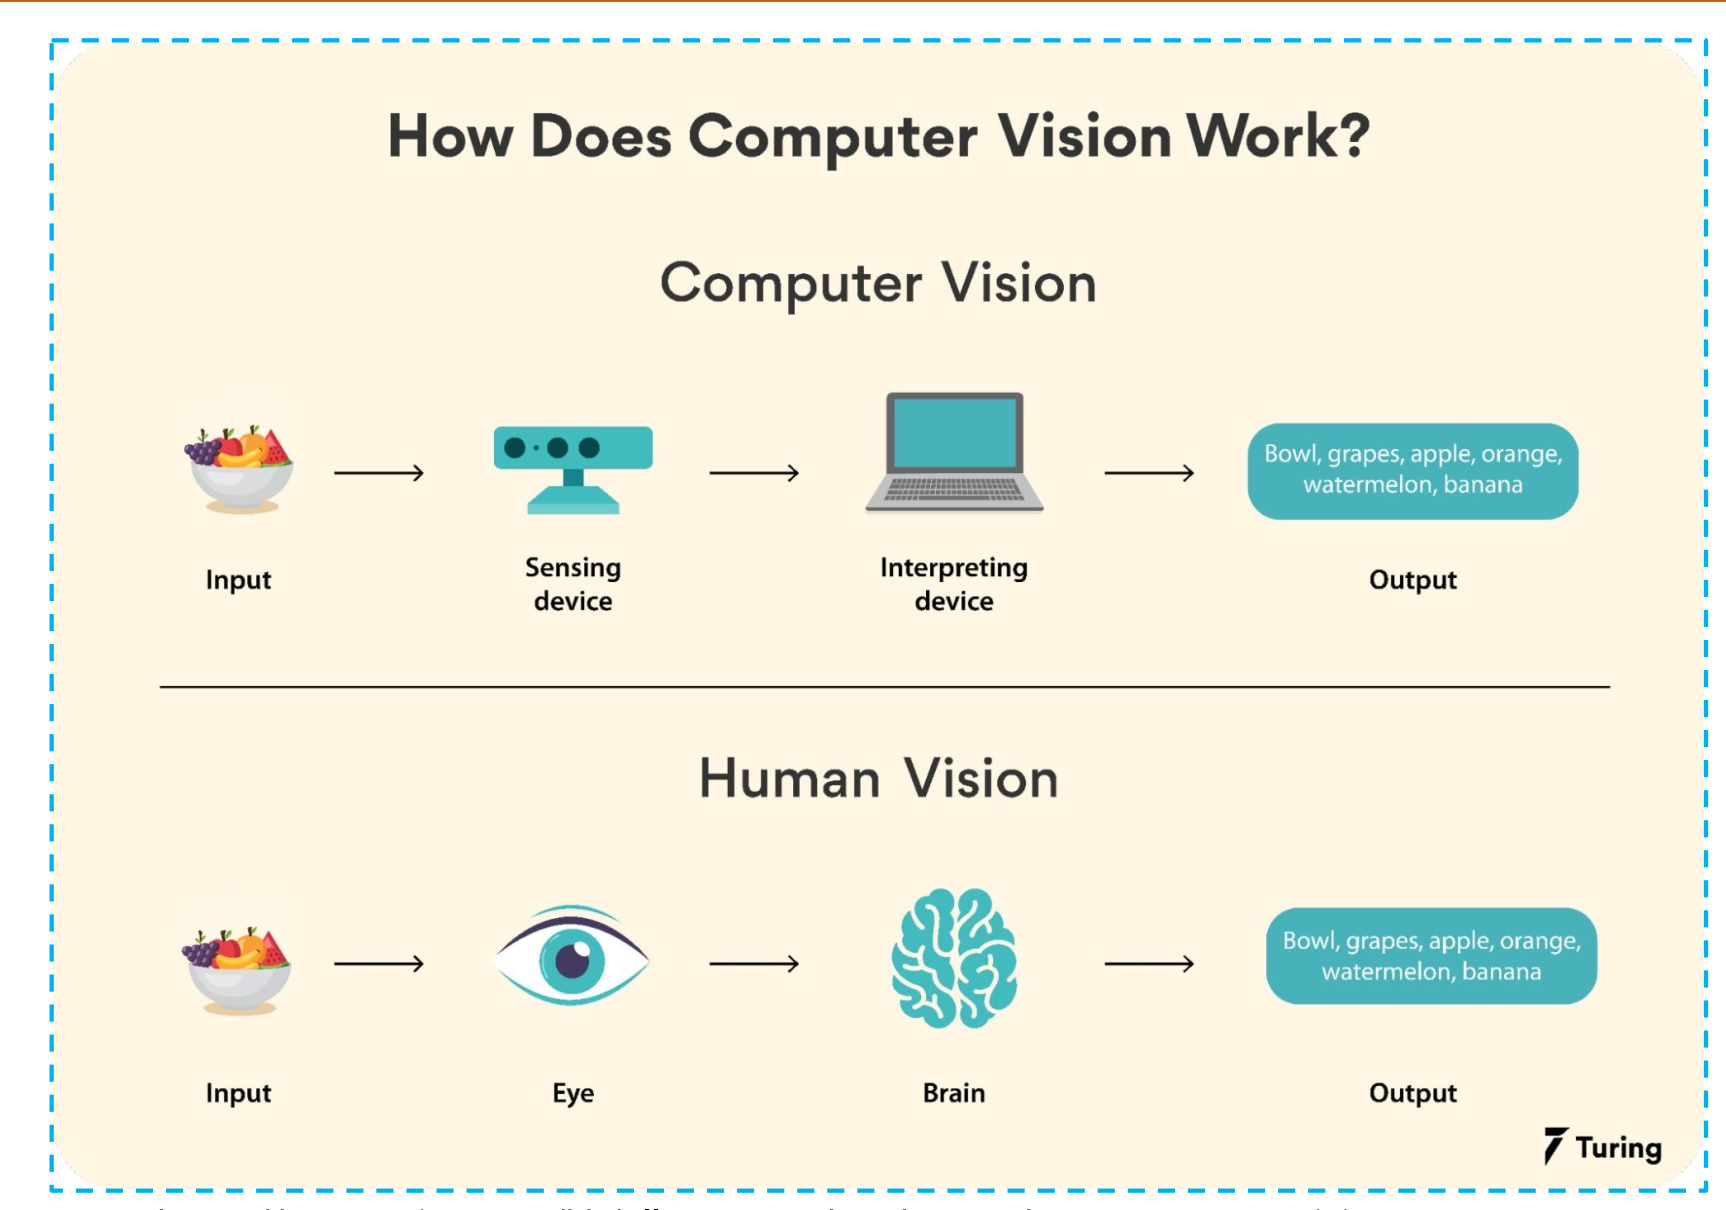 How Does Computer Vision Work?
Computer Vision
Bowl, grapes, apple, orange,
watermelon, banana
Input
Sensing
device
Interpreting
device
Output
Human Vision
Bowl, grapes, apple, orange,
watermelon, banana
Input
Eye
Brain
Output
Turing